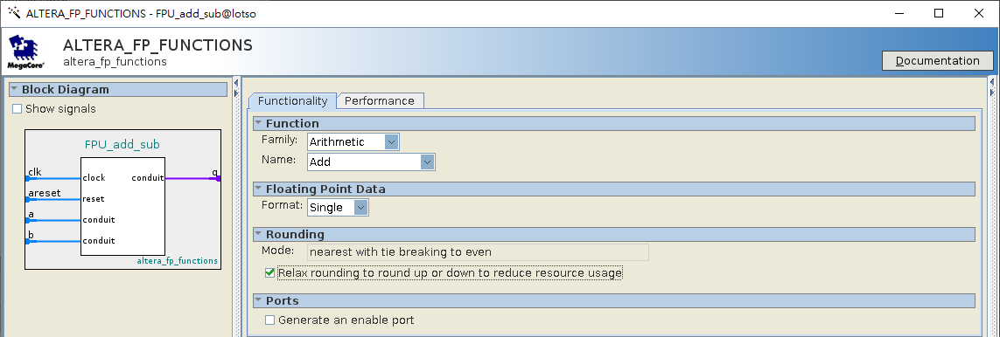 ALTERA_FP_FUNCTIONS - FPU_add_sub@lotso
ALTERA_FP_FUNCTIONS
altera_fp_functions
MegaCore®
Documentation
Block Diagram
Show signals
FPU_add_sub
clk
clock
conduit
q
areset
reset
a
conduit
b
conduit
altera_fp_functions
Functionality
Performance
Function
Family: Arithmetic
Name: Add
Floating Point Data
Format: Single
Rounding
Mode: nearest with tie breaking to even
Relax rounding to round up or down to reduce resource usage
Ports
Generate an enable port